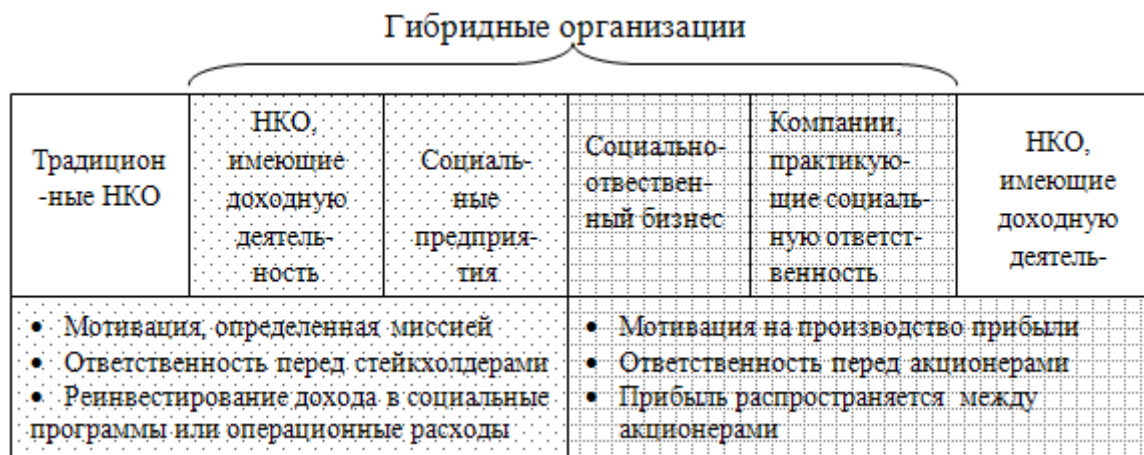 Гибридные организации
Традицион
-ные НКО
НКО,
имеющие
доходную
деятель-
ность
Социаль-
ные
предприя-
тия
Социально-
отвественн-
ый бизнес
Компании,
практикую-
щие социаль-
ную ответст-
венность
НКО,
имеющие
доходную
деятель-
• Мотивация, определенная миссией
• Ответственность перед стейкхолдерами
• Реинвестирование дохода в социальные
программы или операционные расходы
• Мотивация на производство прибыли
• Ответственность перед акционерами
• Прибыль распространяется между
акционерами